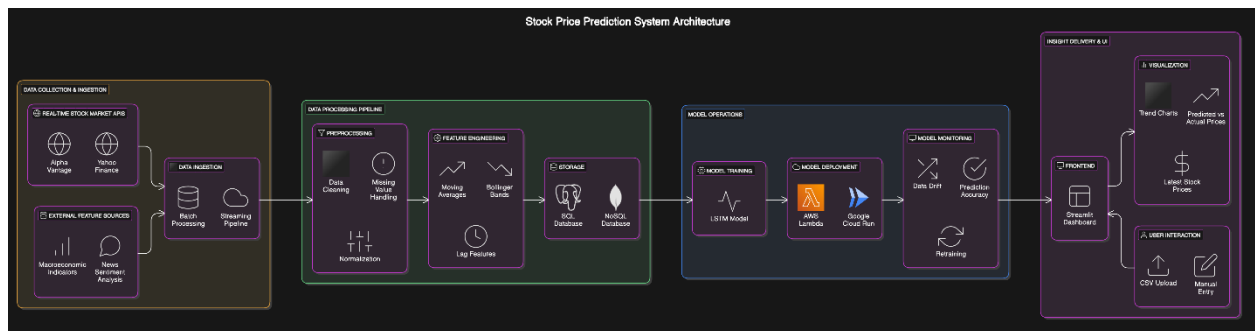 Stock Price Prediction System Architecture
DATA COLLECTION & INGESTION
REAL-TIME STOCK MARKET APIS
Alpha
Vantage
Yahoo
Finance
EXTERNAL FEATURE SOURCES
Macroeconomic
Indicators
News
Sentiment
Analysis
DATA INGESTION
Batch
Processing
Streaming
Pipeline
DATA PROCESSING PIPELINE
PREPROCESSING
Data
Cleaning
Missing
Value
Handling
Normalization
FEATURE ENGINEERING
Moving
Averages
Bollinger
Bands
Lag Features
STORAGE
SQL
Database
NoSQL
Database
MODEL OPERATIONS
MODEL TRAINING
LSTM Model
MODEL DEPLOYMENT
AWS
Lambda
Google
Cloud Run
MODEL MONITORING
Data Drift
Prediction
Accuracy
Retraining
INSIGHT DELIVERY & UI
FRONTEND
Streamlit
Dashboard
VISUALIZATION
Trend Charts
Predicted vs
Actual Prices
Latest Stock
Prices
USER INTERACTION
CSV Upload
Manual
Entry